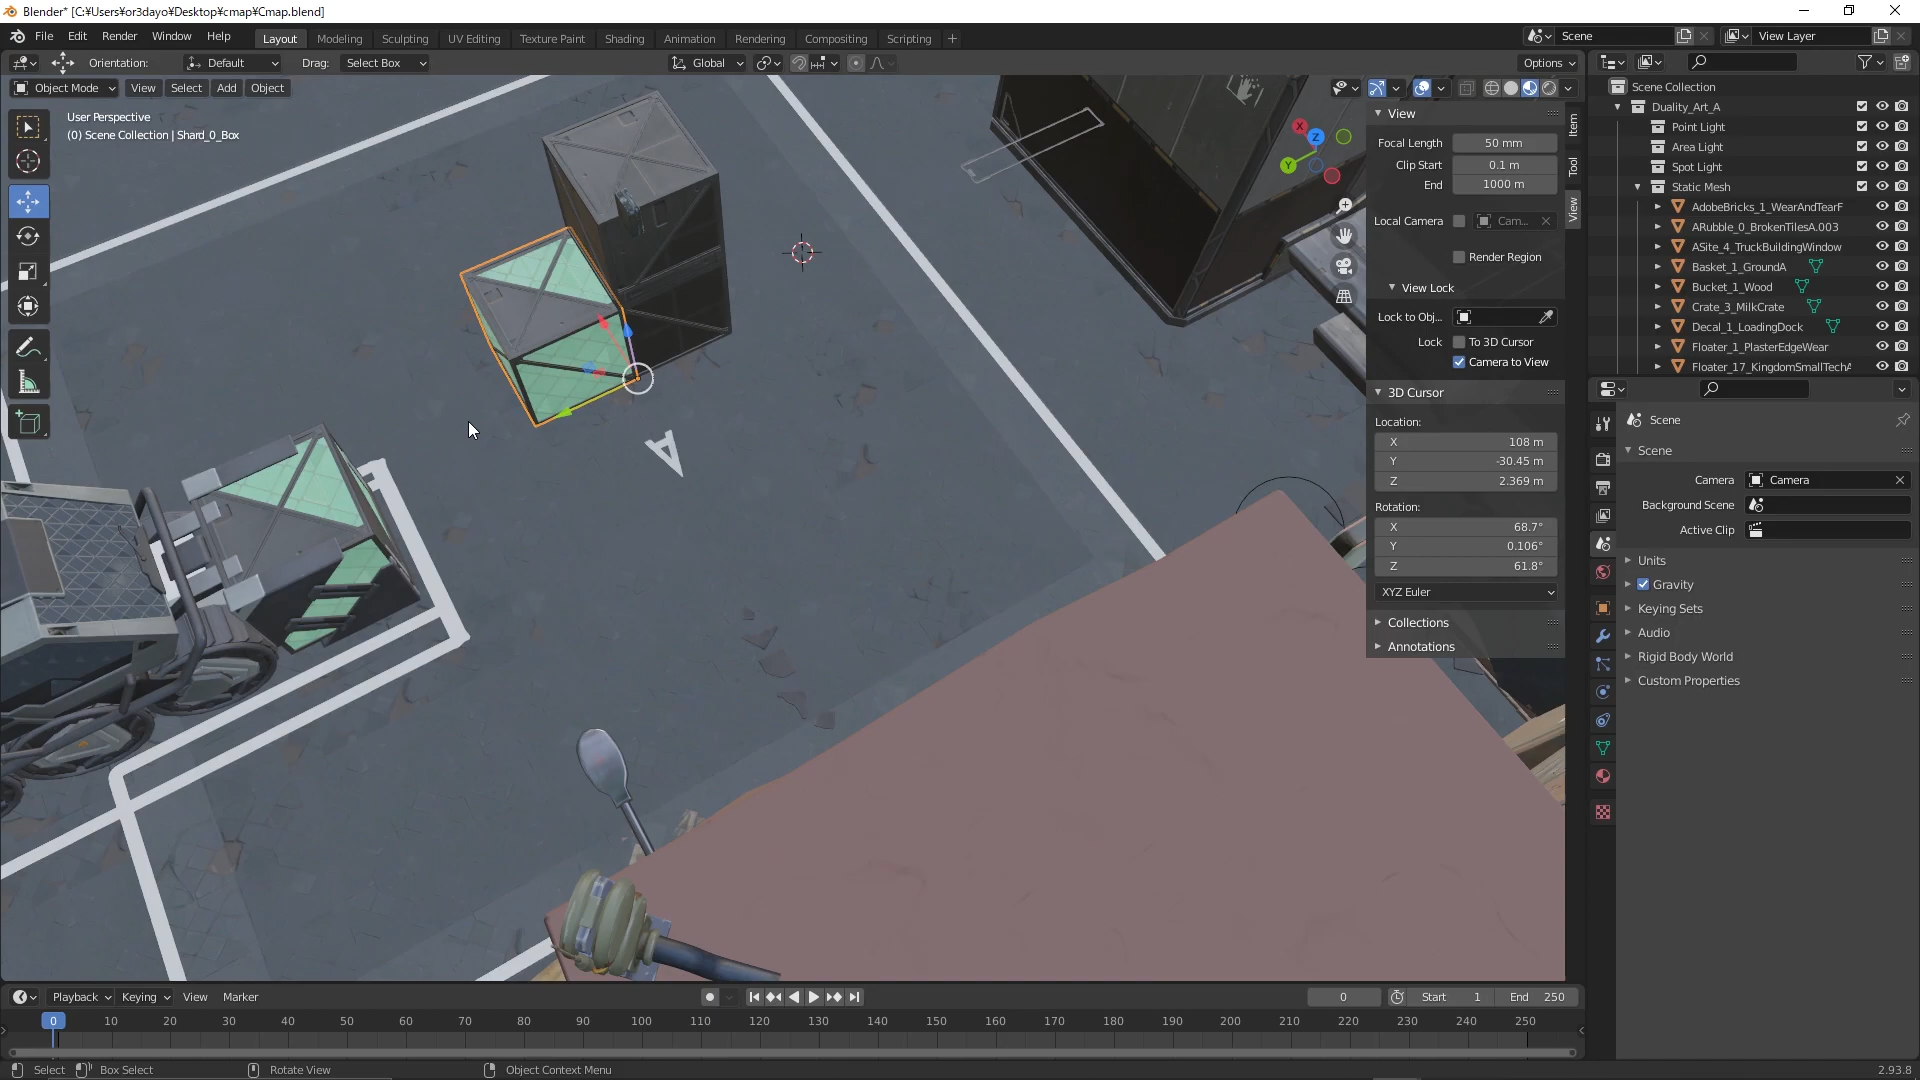 Blender* [C:¥Users¥or3dayo¥Desktop¥cmap¥Cmap.blend]
File Edit Render Window Help
Layout Modeling Sculpting UV Editing Texture Paint Shading Animation Rendering Compositing Scripting +
Scene
View Layer
Orientation: Default Drag: Select Box
Global
Options
Object Mode View Select Add Object
User Perspective
(0) Scene Collection | Shard_0_Box
X
Y
Z
A
Item
Tool
View
View
Focal Length 50 mm
Clip Start 0.1 m
End 1000 m
Local Camera Cam...
Render Region
View Lock
Lock to Obj...
Lock To 3D Cursor
Camera to View
3D Cursor
Location:
X 108 m
Y -30.45 m
Z 2.369 m
Rotation:
X 68.7°
Y 0.106°
Z 61.8°
XYZ Euler
Collections
Annotations
Scene Collection
Duality_Art_A
Point Light
Area Light
Spot Light
Static Mesh
AdobeBricks_1_WearAndTearF
ARubble_0_BrokenTilesA.003
ASite_4_TruckBuildingWindow
Basket_1_GroundA
Bucket_1_Wood
Crate_3_MilkCrate
Decal_1_LoadingDock
Floater_1_PlasterEdgeWear
Floater_17_KingdomSmallTechA
Scene
Scene
Camera Camera
Background Scene
Active Clip
Units
Gravity
Keying Sets
Audio
Rigid Body World
Custom Properties
Playback Keying View Marker
0 Start 1 End 250
0 10 20 30 40 50 60 70 80 90 100 110 120 130 140 150 160 170 180 190 200 210 220 230 240 250
Select Box Select Rotate View Object Context Menu 2.93.8